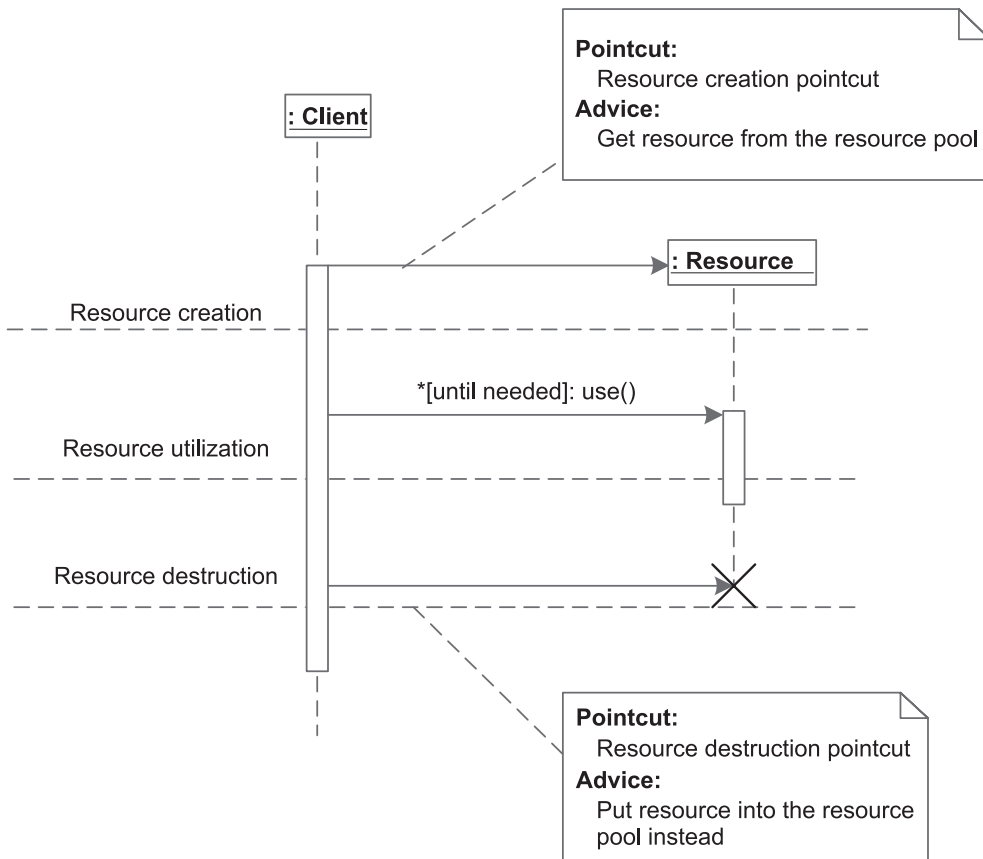 Pointcut:
Resource creation pointcut
Advice:
Get resource from the resource pool
: Client
: Resource
Resource creation
*[until needed]: use()
Resource utilization
Resource destruction
Pointcut:
Resource destruction pointcut
Advice:
Put resource into the resource
pool instead